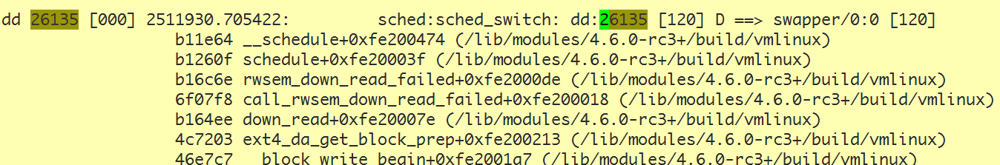 dd 26135 [000] 2511930.705422: sched:sched_switch: dd:26135 [120] D ==> swapper/0:0 [120]
b11e64 __schedule+0xfe200474 (/lib/modules/4.6.0-rc3+/build/vmlinux)
b1260f schedule+0xfe20003f (/lib/modules/4.6.0-rc3+/build/vmlinux)
b16c6e rwsem_down_read_failed+0xfe2000de (/lib/modules/4.6.0-rc3+/build/vmlinux)
6f07f8 call_rwsem_down_read_failed+0xfe200018 (/lib/modules/4.6.0-rc3+/build/vmlinux)
b164ee down_read+0xfe20007e (/lib/modules/4.6.0-rc3+/build/vmlinux)
4c7203 ext4_da_get_block_prep+0xfe200213 (/lib/modules/4.6.0-rc3+/build/vmlinux)
46e7c7 __block_write_begin+0xfe2001a7 (/lib/modules/4.6.0-rc3+/build/vmlinux)